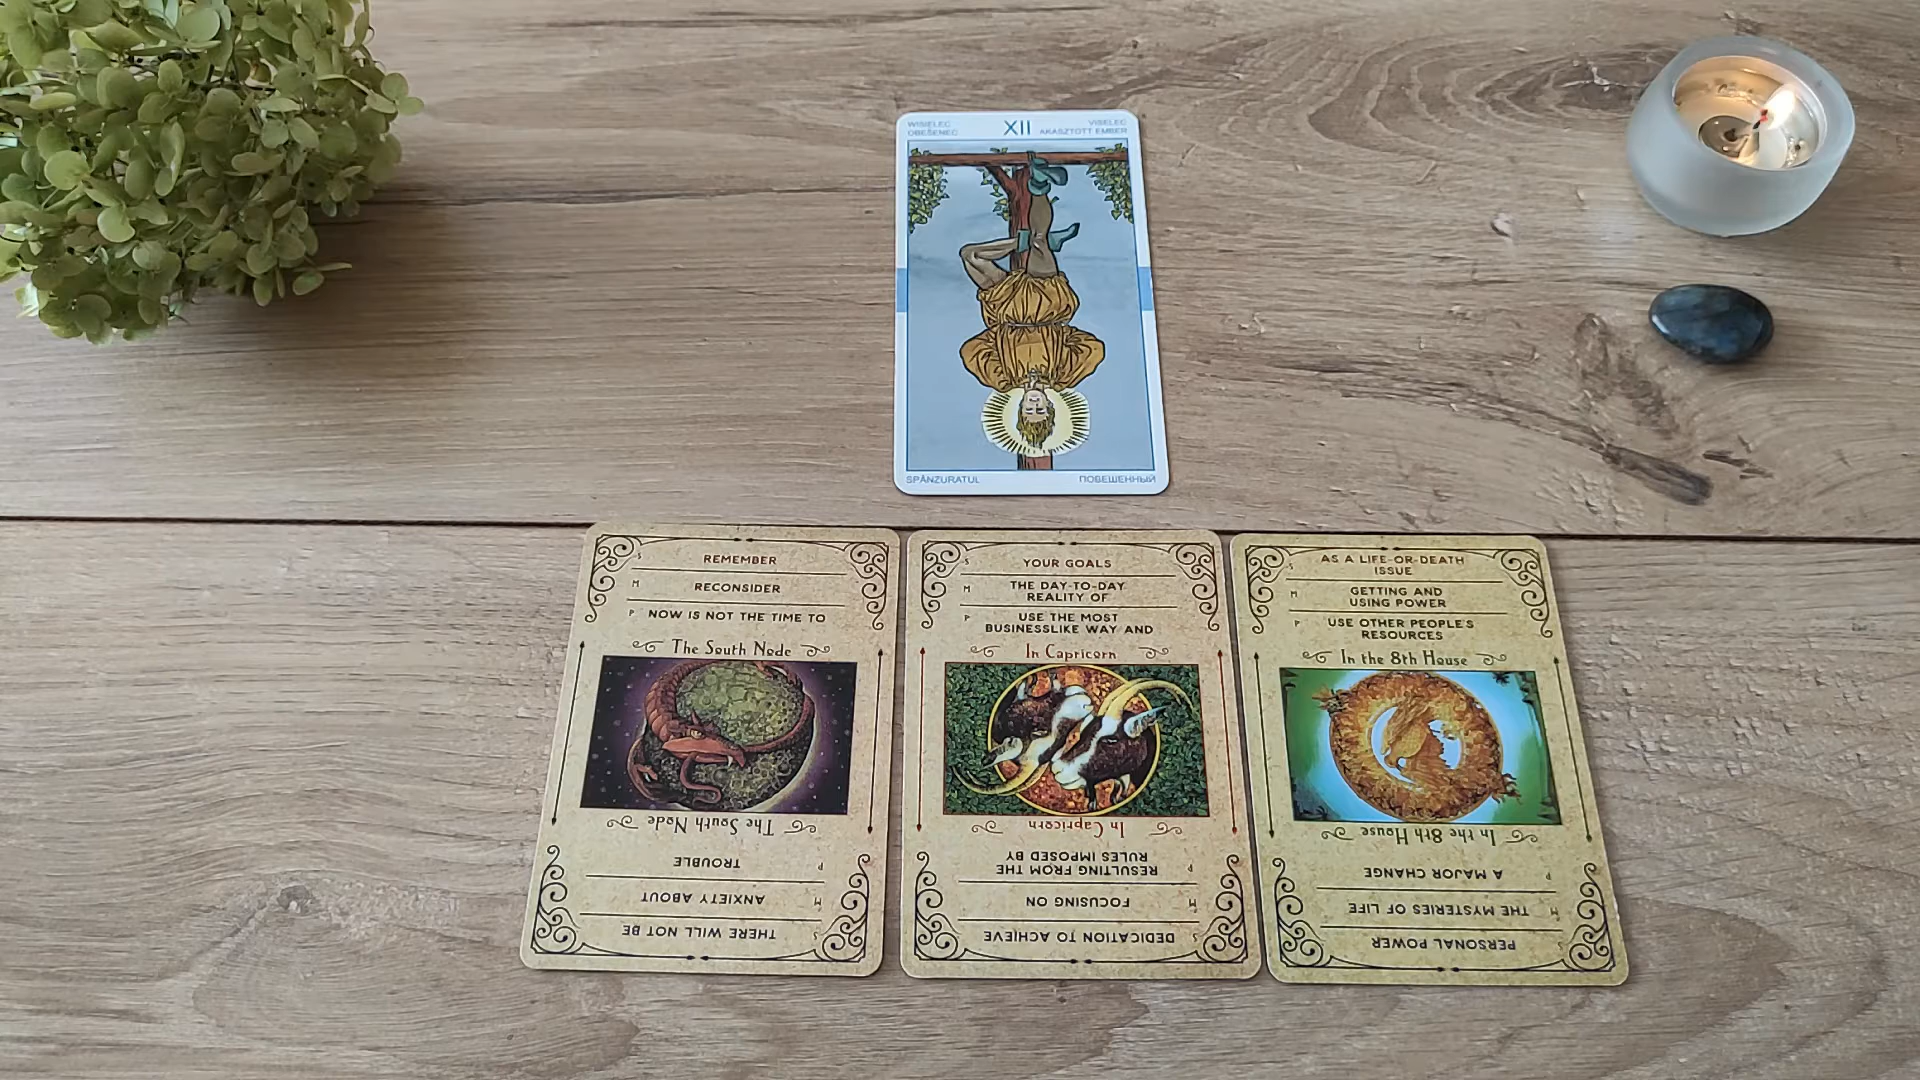 WISIELEC
OBEŠENEC
XII
VISELEC
AKASZTOTT EMBER
SPÂNZURATUL
ПОВЕШЕННЫЙ
S REMEMBER
M RECONSIDER
P NOW IS NOT THE TIME TO
The South Node
The South Node
P TROUBLE
M ANXIETY ABOUT
S THERE WILL NOT BE
S YOUR GOALS
M THE DAY-TO-DAY
REALITY OF
P USE THE MOST
BUSINESSLIKE WAY AND
In Capricorn
In Capricorn
P RESULTING FROM THE
RULES IMPOSED BY
M FOCUSING ON
S DEDICATION TO ACHIEVE
S AS A LIFE-OR-DEATH
ISSUE
M GETTING AND
USING POWER
P USE OTHER PEOPLE'S
RESOURCES
In the 8th House
In the 8th House
P A MAJOR CHANGE
M THE MYSTERIES OF LIFE
S PERSONAL POWER